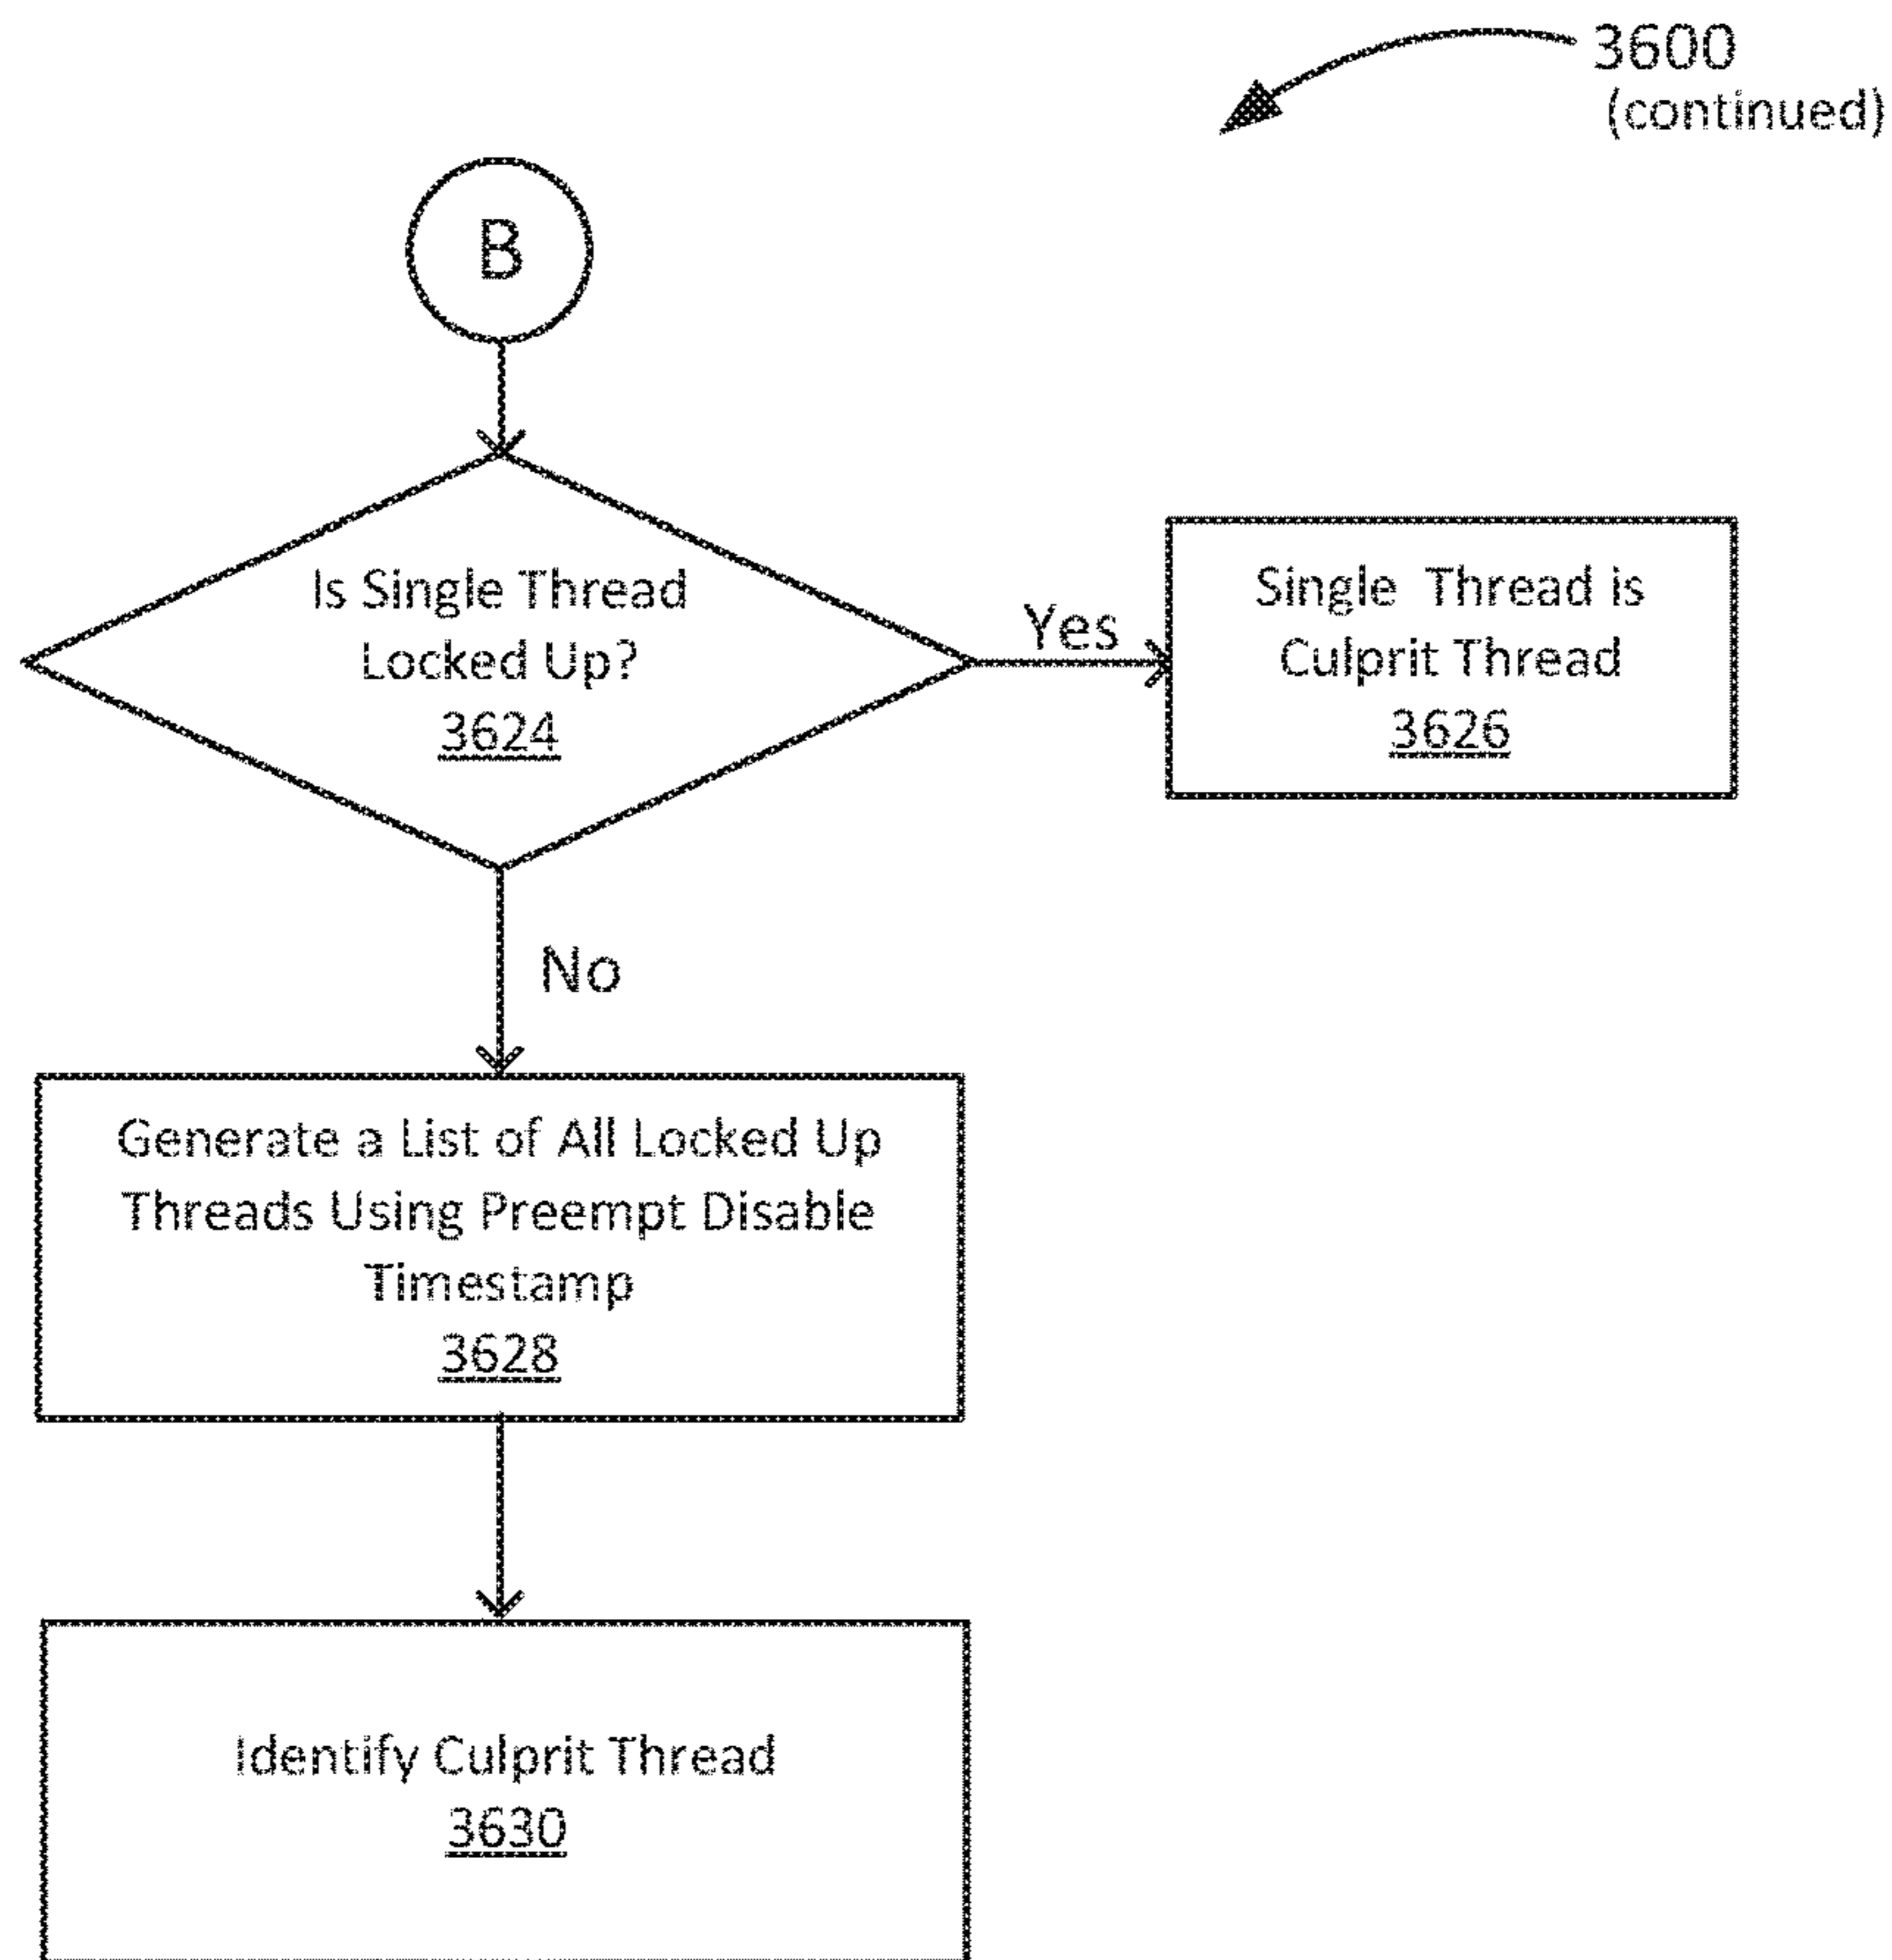 3600
(continued)
B
Is Single Thread
Locked Up?
3624
Yes
Single Thread is
Culprit Thread
3626
No
Generate a List of All Locked Up
Threads Using Preempt Disable
Timestamp
3628
Identify Culprit Thread
3630